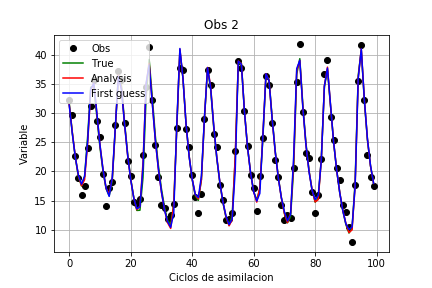 Obs 2
Obs
True
Analysis
First guess
Variable
40
35
30
25
20
15
10
0 20 40 60 80 100
Ciclos de asimilacion